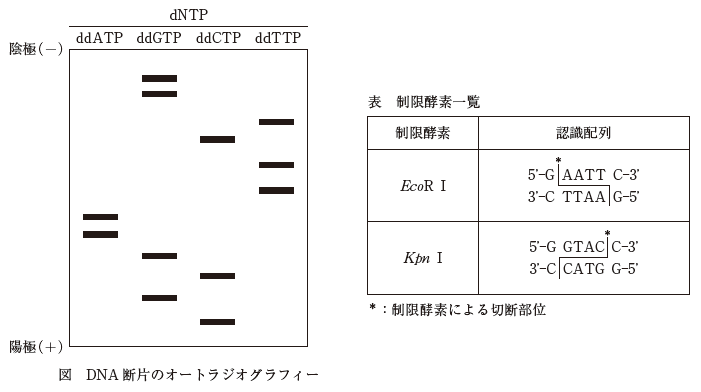 dNTP
ddATP ddGTP ddCTP ddTTP
陰極(－)
陽極(＋)
図 DNA 断片のオートラジオグラフィー
表 制限酵素一覧
制限酵素 認識配列
*
EcoR I
5’-G AATT C-3’
3’-C TTAA G-5’
*
Kpn I
5’-G GTAC C-3’
3’-C CATG G-5’
*：制限酵素による切断部位